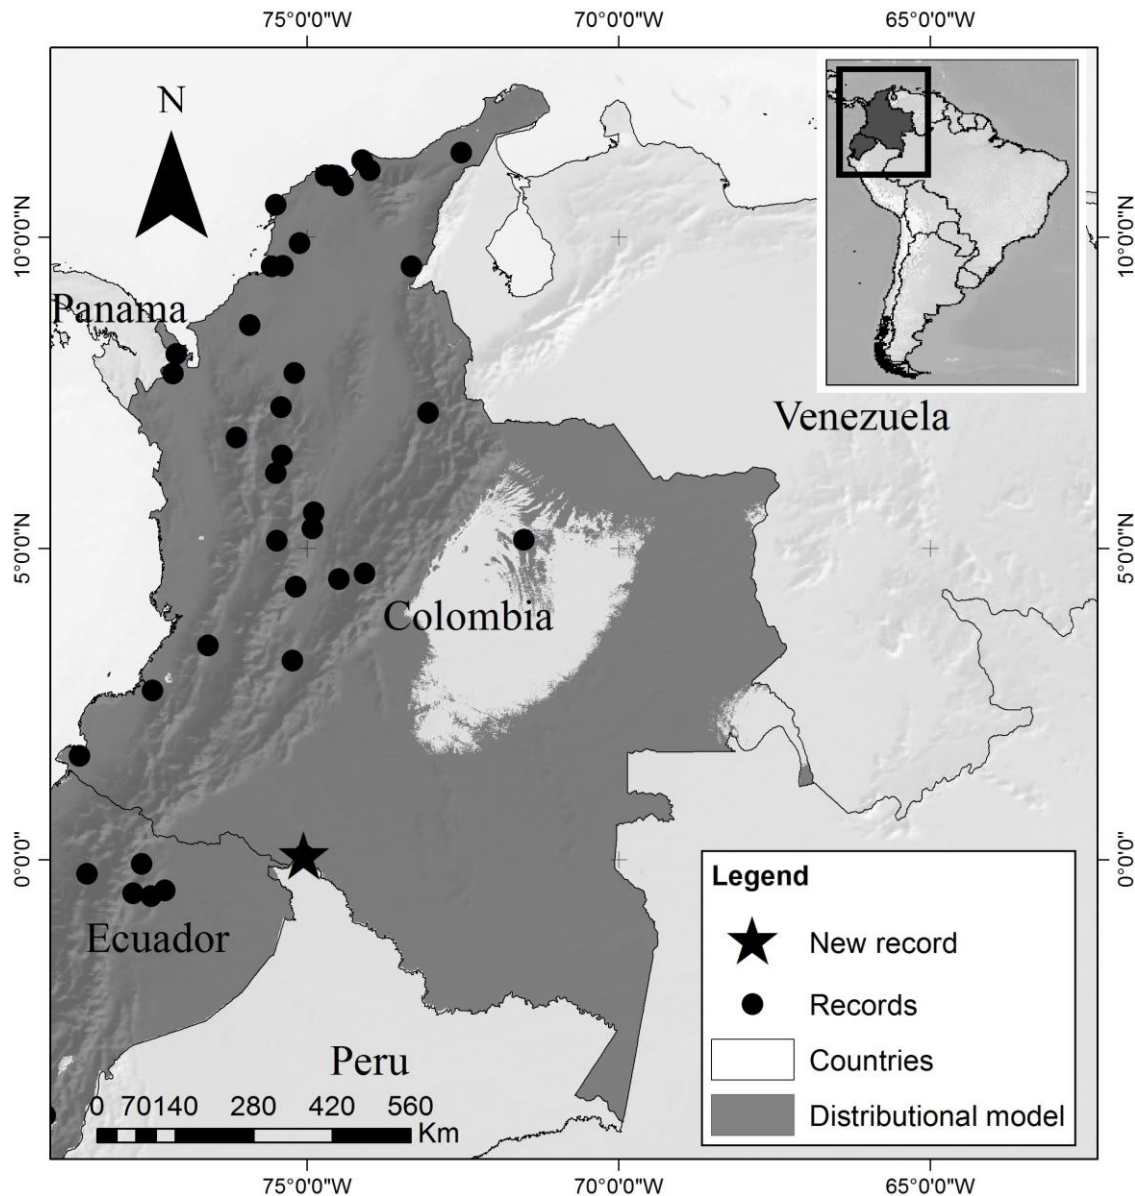 75°0'0"W 70°0'0"W 65°0'0"W
N
10°0'0"N 10°0'0"N
Panama
Venezuela
5°0'0"N 5°0'0"N
Colombia
0°0'0" 0°0'0"
Legend
Ecuador
New record
Records
Peru
Countries
0 70 140 280 420 560
Km
Distributional model
75°0'0"W 70°0'0"W 65°0'0"W